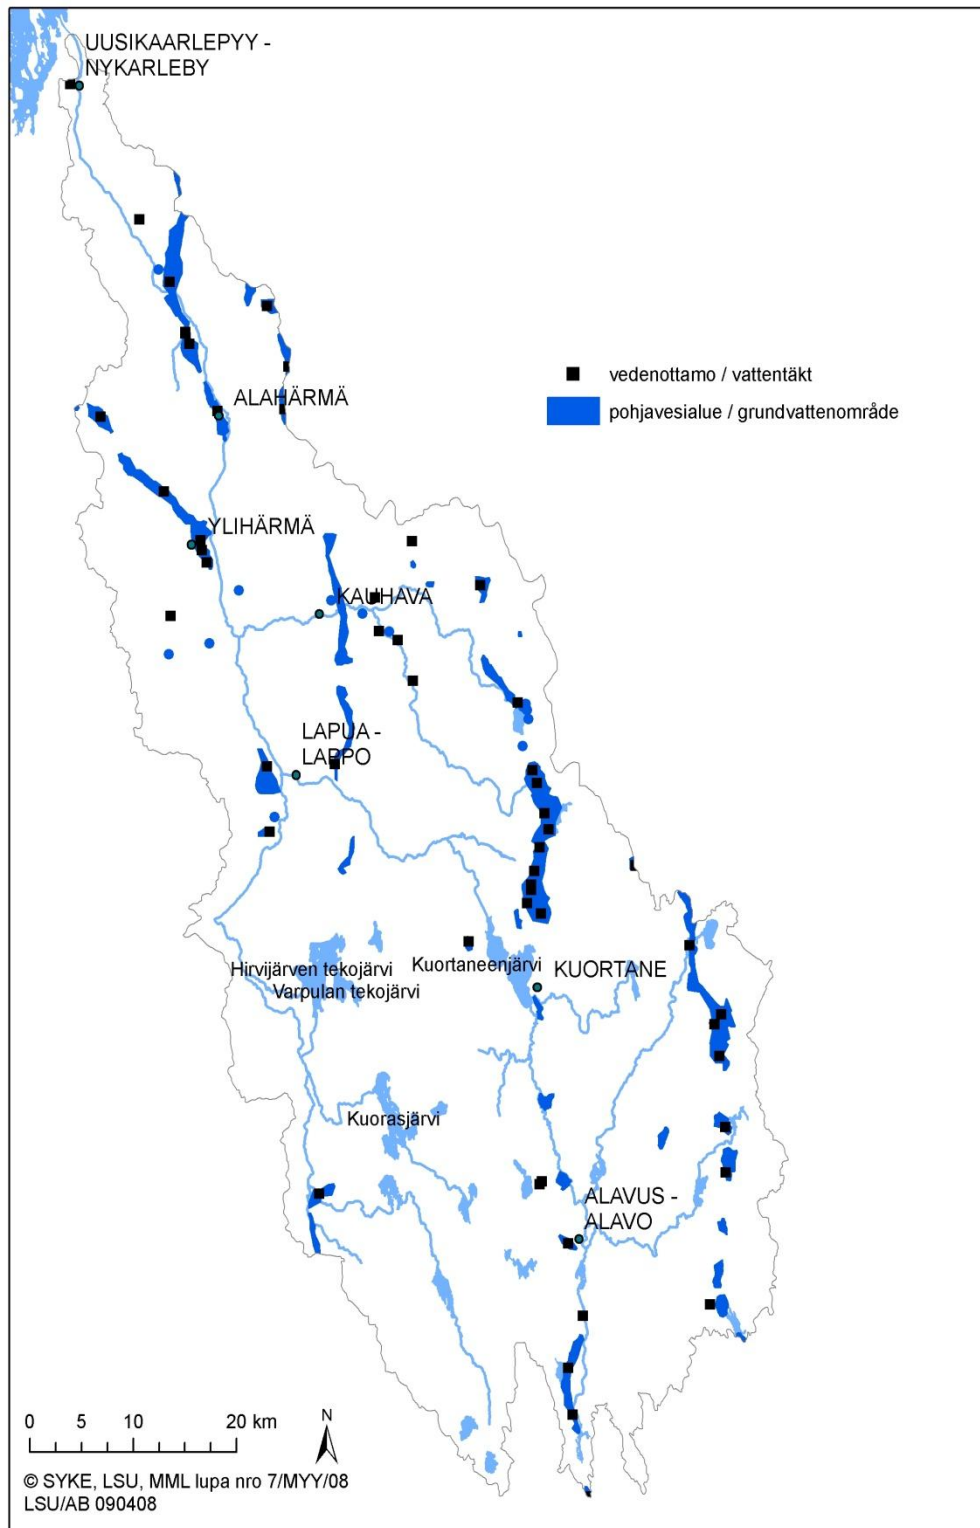 UUSIKAARLEPYY -
NYKARLEBY
vedenottamo / vattentäkt
ALAHÄRMÄ
pohjavesialue / grundvattenområde
YLIHÄRMÄ
KAUHAVA
LAPUA -
LAPPO
Hirvijärven tekojärvi
Kuortaneenjärvi
KUORTANE
Varpulan tekojärvi
Kuorasjärvi
ALAVUS -
ALAVO
0 5 10 20 km
N
© SYKE, LSU, MML lupa nro 7/MYY/08
LSU/AB 090408